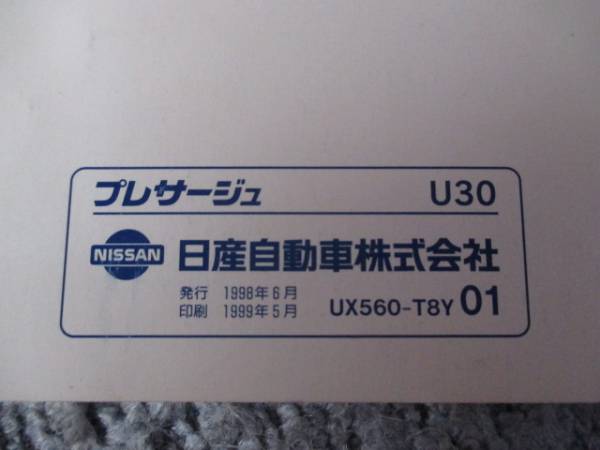 プレサージュ U30
NISSAN 日産自動車株式会社
発行 1998年6月
印刷 1999年5月 UX560-T8Y 01